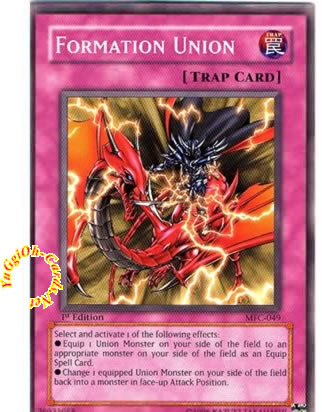 FORMATION UNION
TRAP
罠
[TRAP CARD]
YuGgiOh-Cards.Net
1st Edition
MFC-049
Select and activate 1 of the following effects:
●Equip 1 Union Monster on your side of the field to an
appropriate monster on your side of the field as an Equip
Spell Card.
●Change 1 equipped Union Monster on your side of the field
back into a monster in face-up Attack Position.